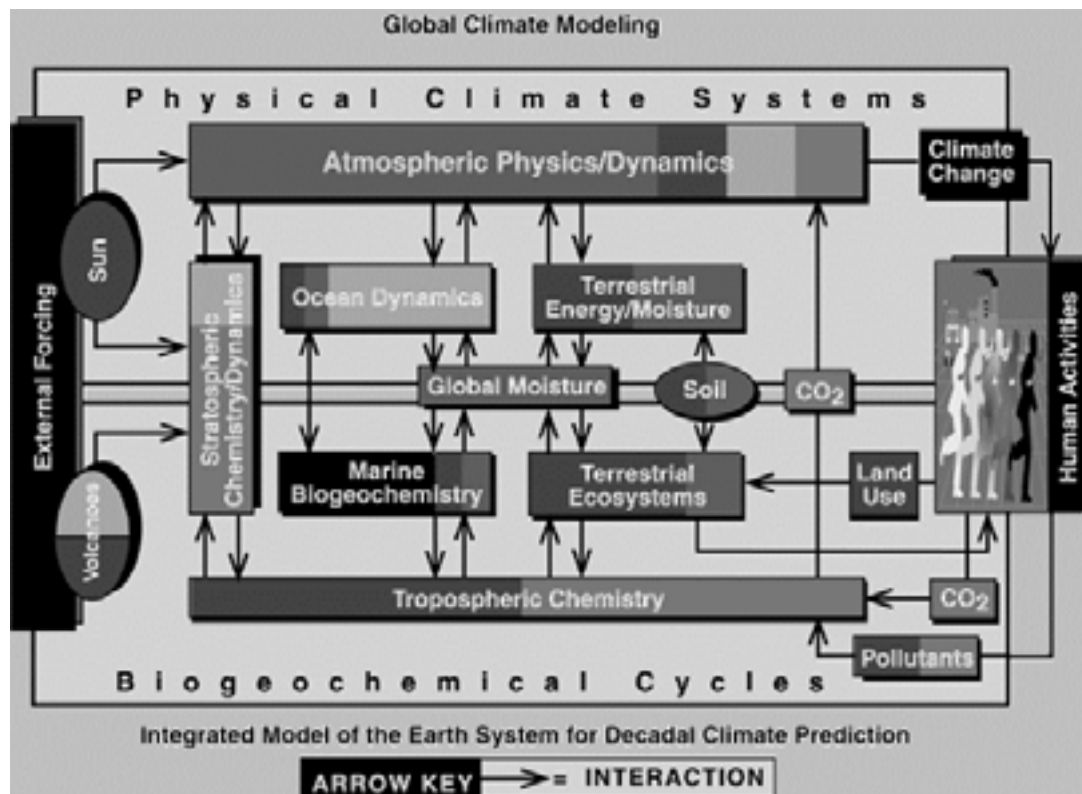 Global Climate Modeling
Physical Climate Systems
Atmospheric Physics/Dynamics
Climate
Change
Sun
External Forcing
Stratospheric
Chemistry/Dynamics
Ocean Dynamics
Terrestrial
Energy/Moisture
Global Moisture
Soil
CO2
Human Activities
Marine
Biogeochemistry
Terrestrial
Ecosystems
Land
Use
Volcanoes
Tropospheric Chemistry
CO2
Pollutants
Biogeochemical Cycles
Integrated Model of the Earth System for Decadal Climate Prediction
ARROW KEY = INTERACTION